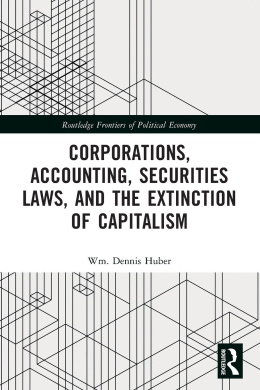 Routledge Frontiers of Political Economy
CORPORATIONS,
ACCOUNTING, SECURITIES
LAWS, AND THE EXTINCTION
OF CAPITALISM
Wm. Dennis Huber
ROUTLEDGE